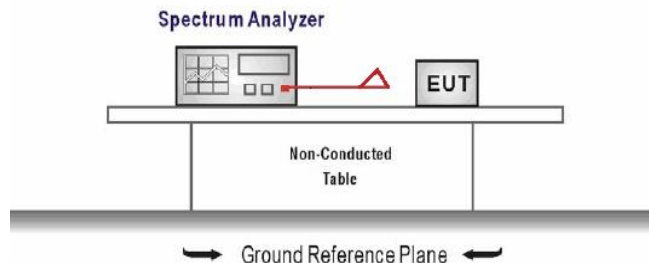 Spectrum Analyzer
EUT
Non-Conducted
Table
Ground Reference Plane